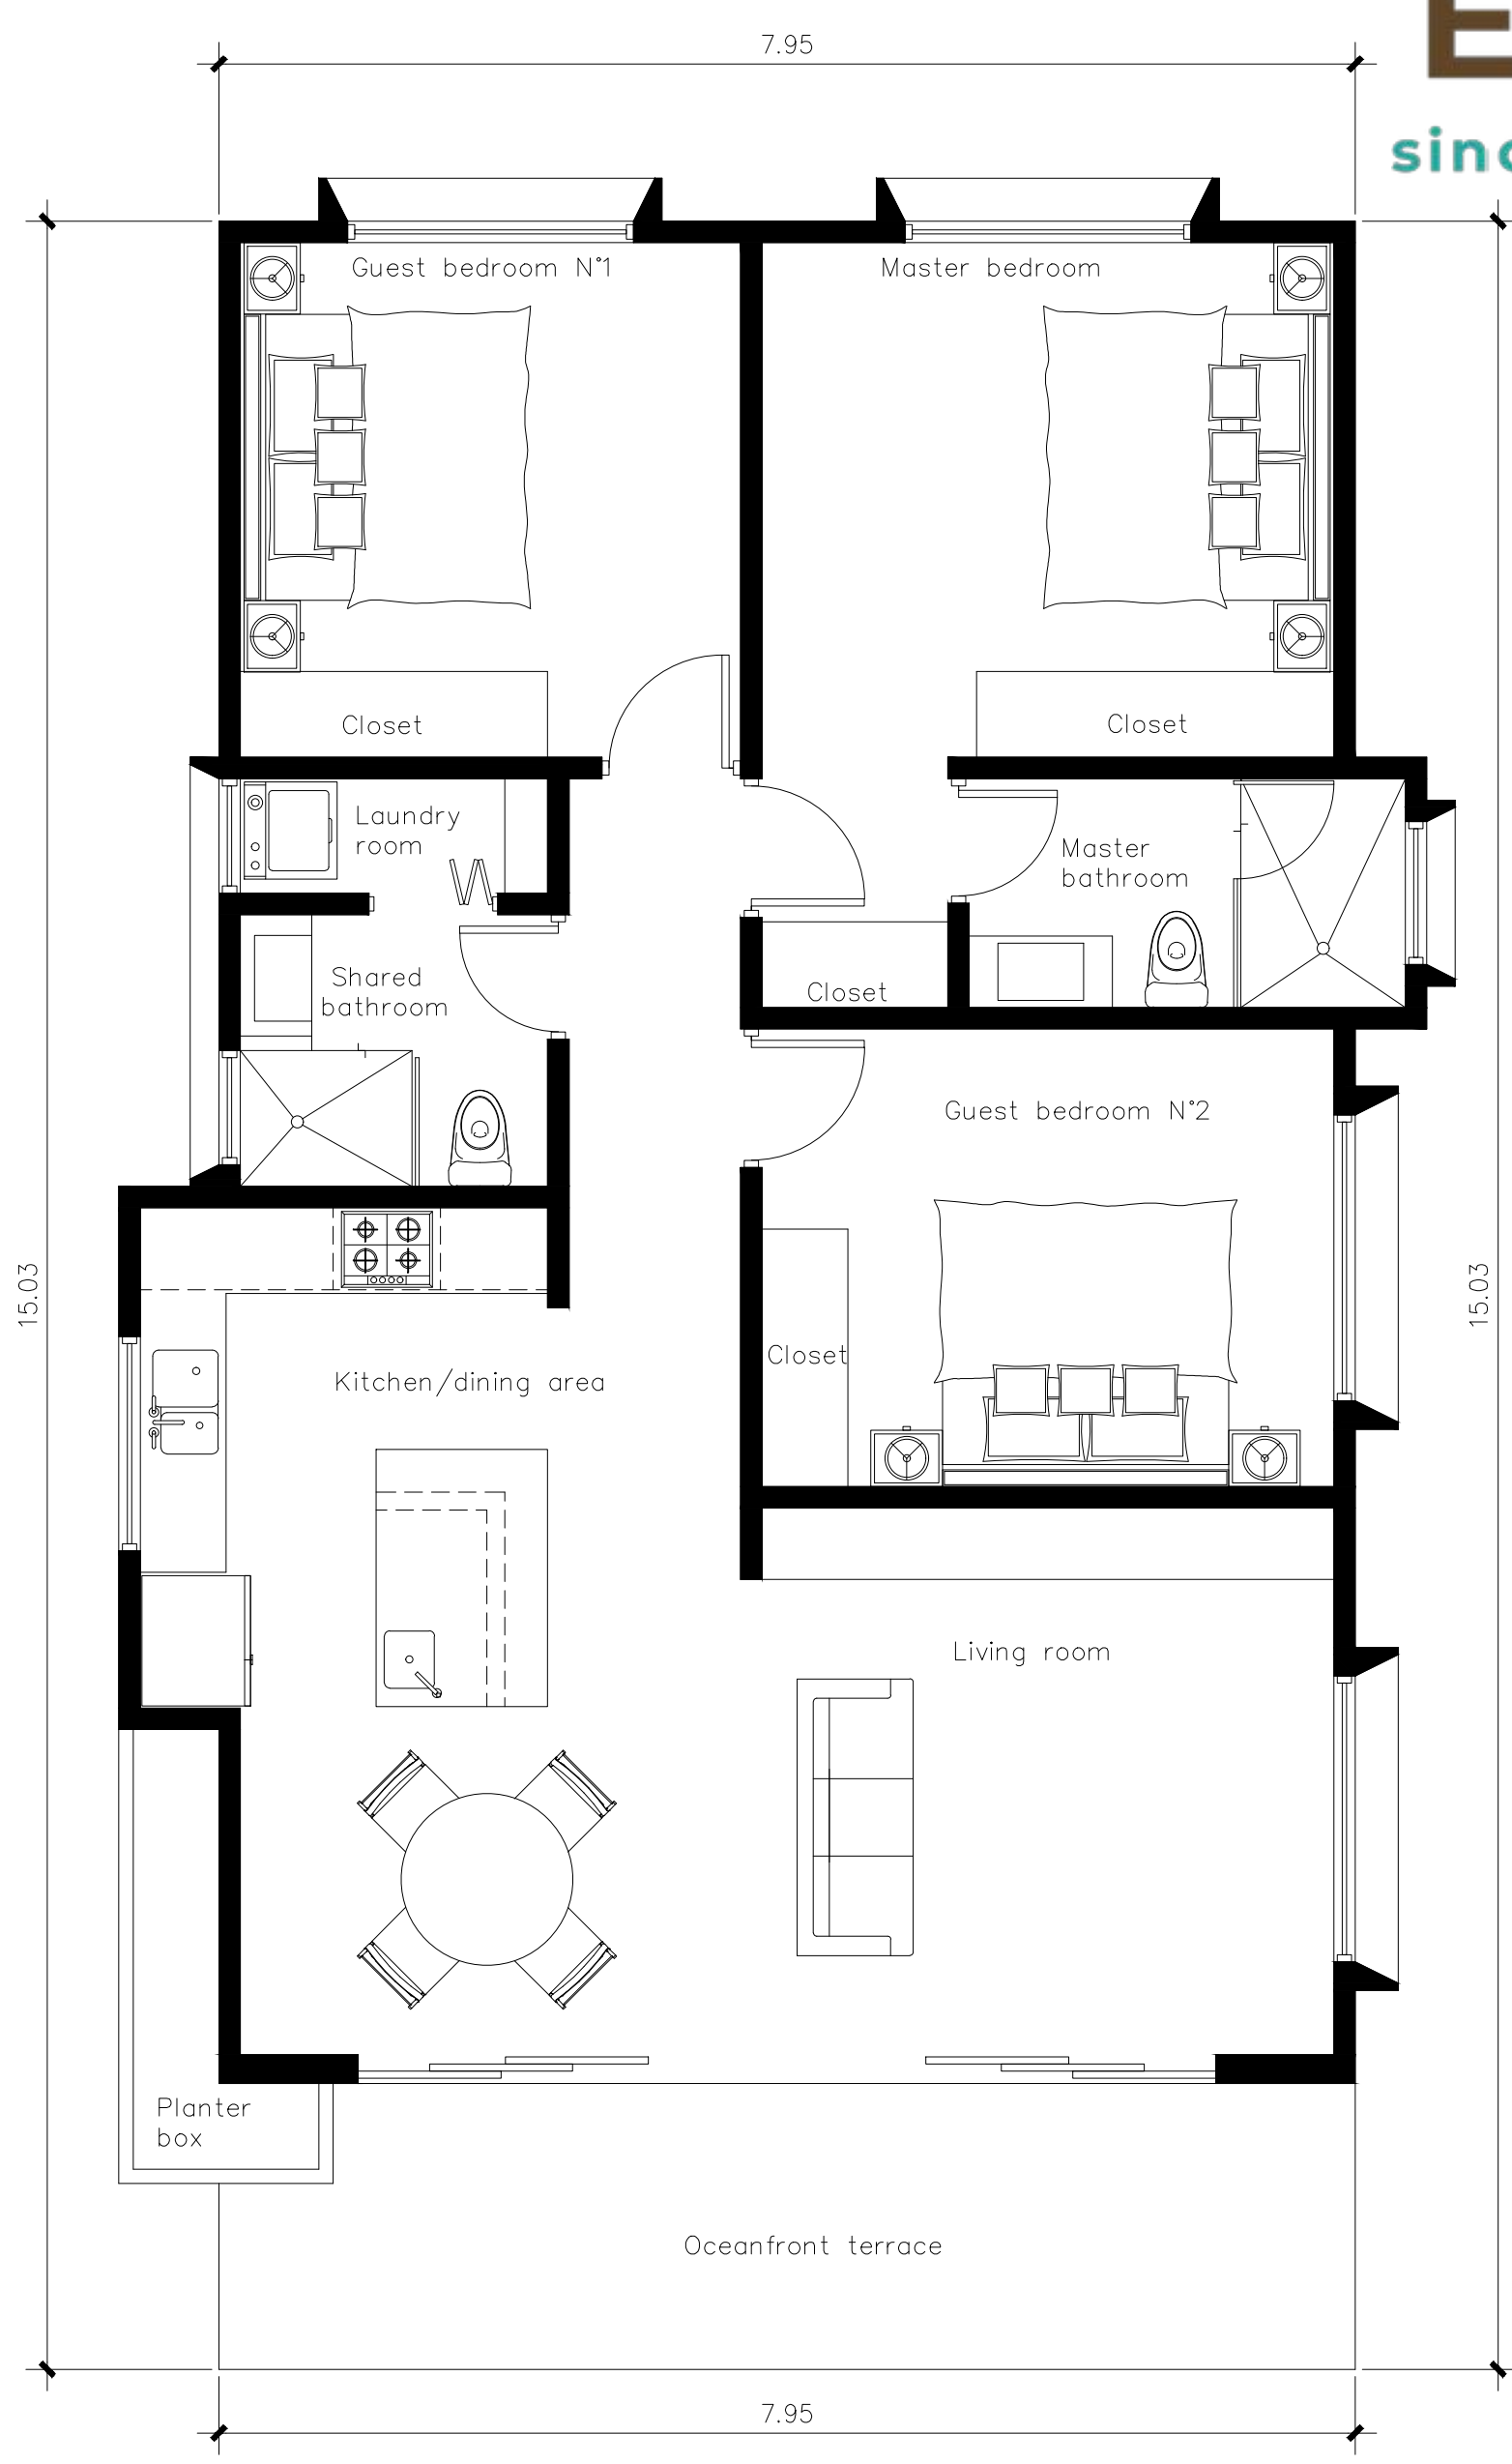 7.95
E
sinc
Guest bedroom N°1
Master bedroom
Closet
Closet
Laundry
room
Master
bathroom
Shared
bathroom
Closet
Guest bedroom N°2
15.03
15.03
Closet
Kitchen/dining area
Living room
Planter
box
Oceanfront terrace
7.95